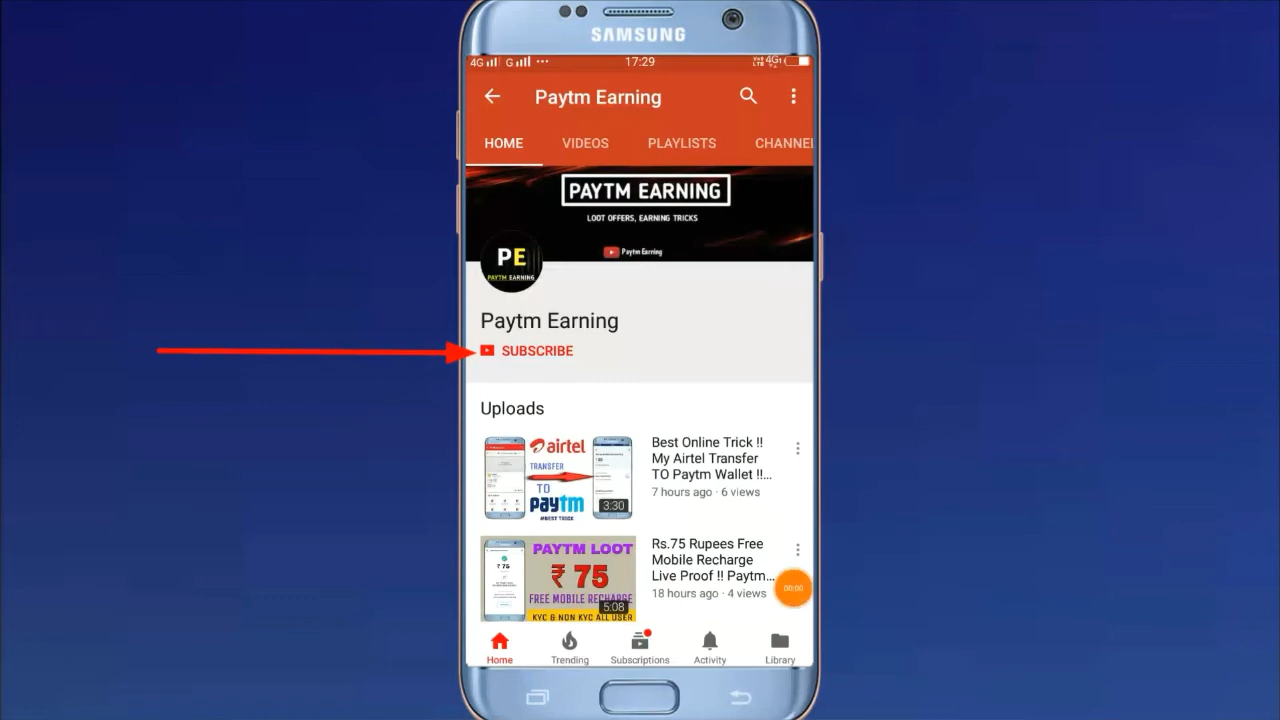 SAMSUNG
4G G 17:29 4G
Paytm Earning
HOME VIDEOS PLAYLISTS CHANNEL
PAYTM EARNING
LOOT OFFERS, EARNING TRICKS
Paytm Earning
PE
PAYTM EARNING
Paytm Earning
SUBSCRIBE
Uploads
airtel
TRANSFER
TO
paytm
#BEST TRICK
3:30
Best Online Trick !!
My Airtel Transfer
TO Paytm Wallet !!...
7 hours ago · 6 views
PAYTM LOOT
₹ 75
₹ 75
FREE MOBILE RECHARGE
5:08
KYC & NON KYC ALL USER
Rs.75 Rupees Free
Mobile Recharge
Live Proof !! Paytm...
18 hours ago · 4 views
00:00
Home Trending Subscriptions Activity Library